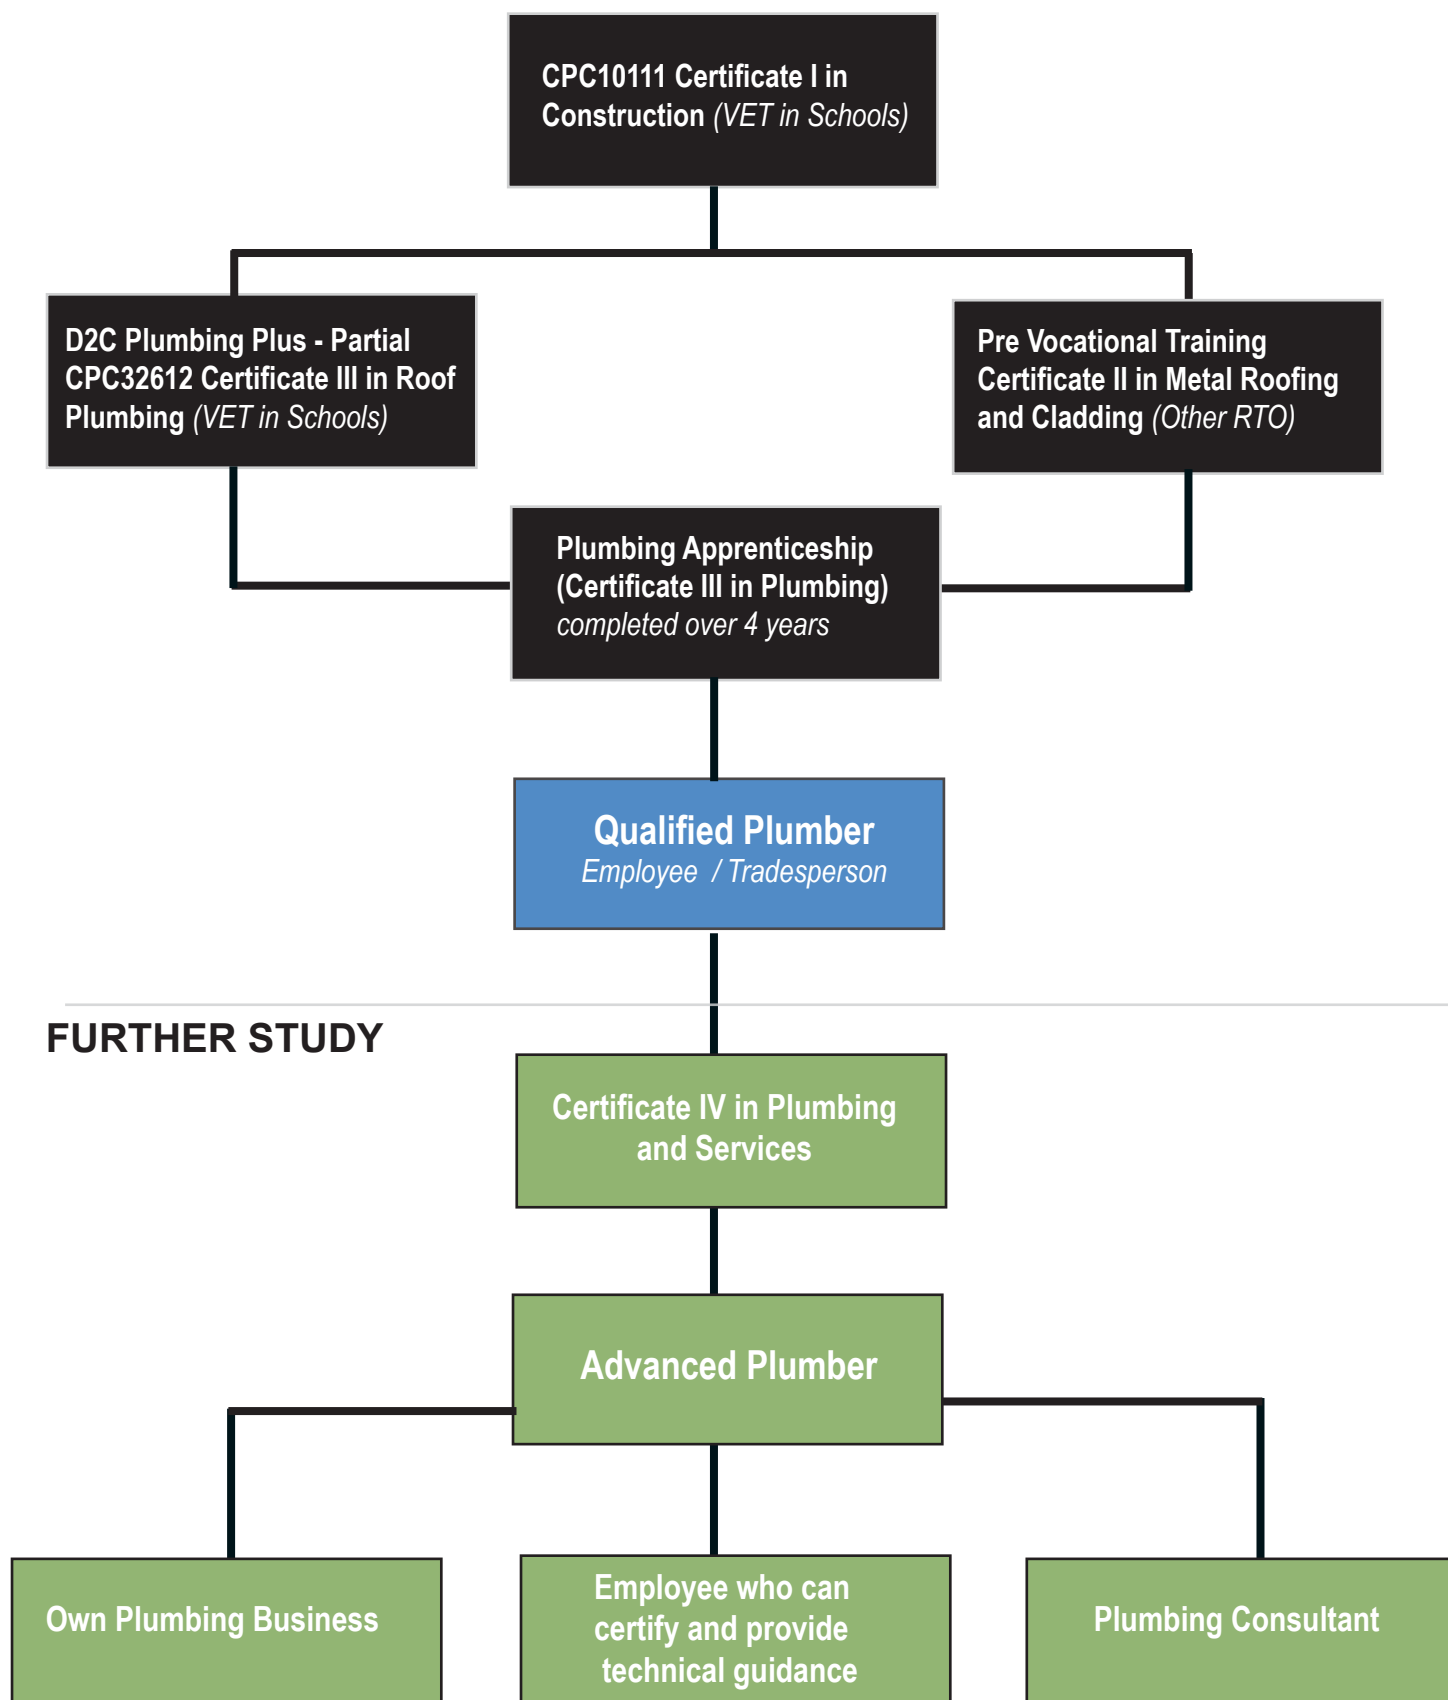 CPC10111 Certificate I in
Construction (VET in Schools)
D2C Plumbing Plus - Partial
CPC32612 Certificate III in Roof
Plumbing (VET in Schools)
Pre Vocational Training
Certificate II in Metal Roofing
and Cladding (Other RTO)
Plumbing Apprenticeship
(Certificate III in Plumbing)
completed over 4 years
Qualified Plumber
Employee / Tradesperson
FURTHER STUDY
Certificate IV in Plumbing
and Services
Advanced Plumber
Own Plumbing Business
Employee who can
certify and provide
technical guidance
Plumbing Consultant